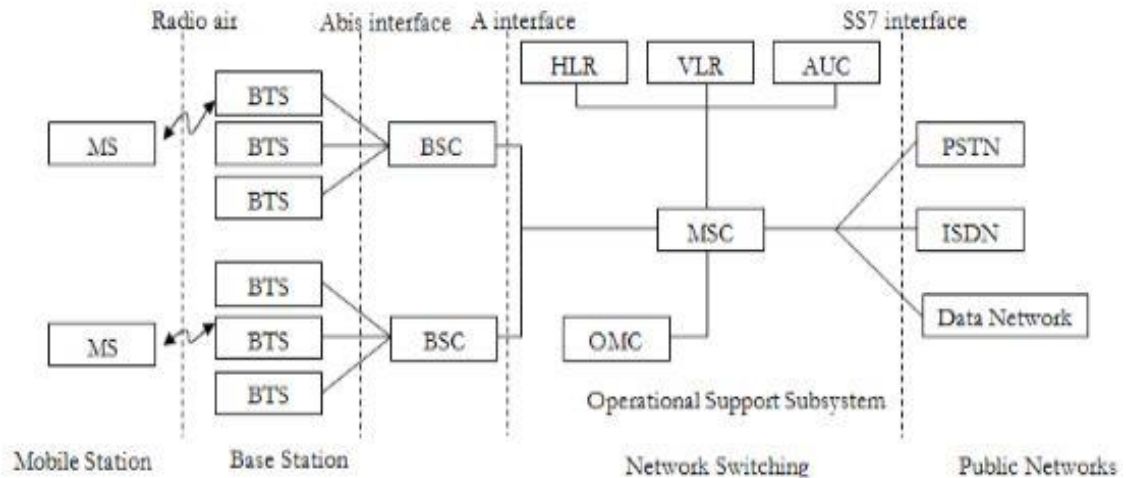 Radio air
Abis interface
A interface
SS7 interface
HLR
VLR
AUC
BTS
MS
BTS
BSC
PSTN
BTS
MSC
ISDN
BTS
MS
BTS
BSC
OMC
Data Network
BTS
Operational Support Subsystem
Mobile Station
Base Station
Network Switching
Public Networks